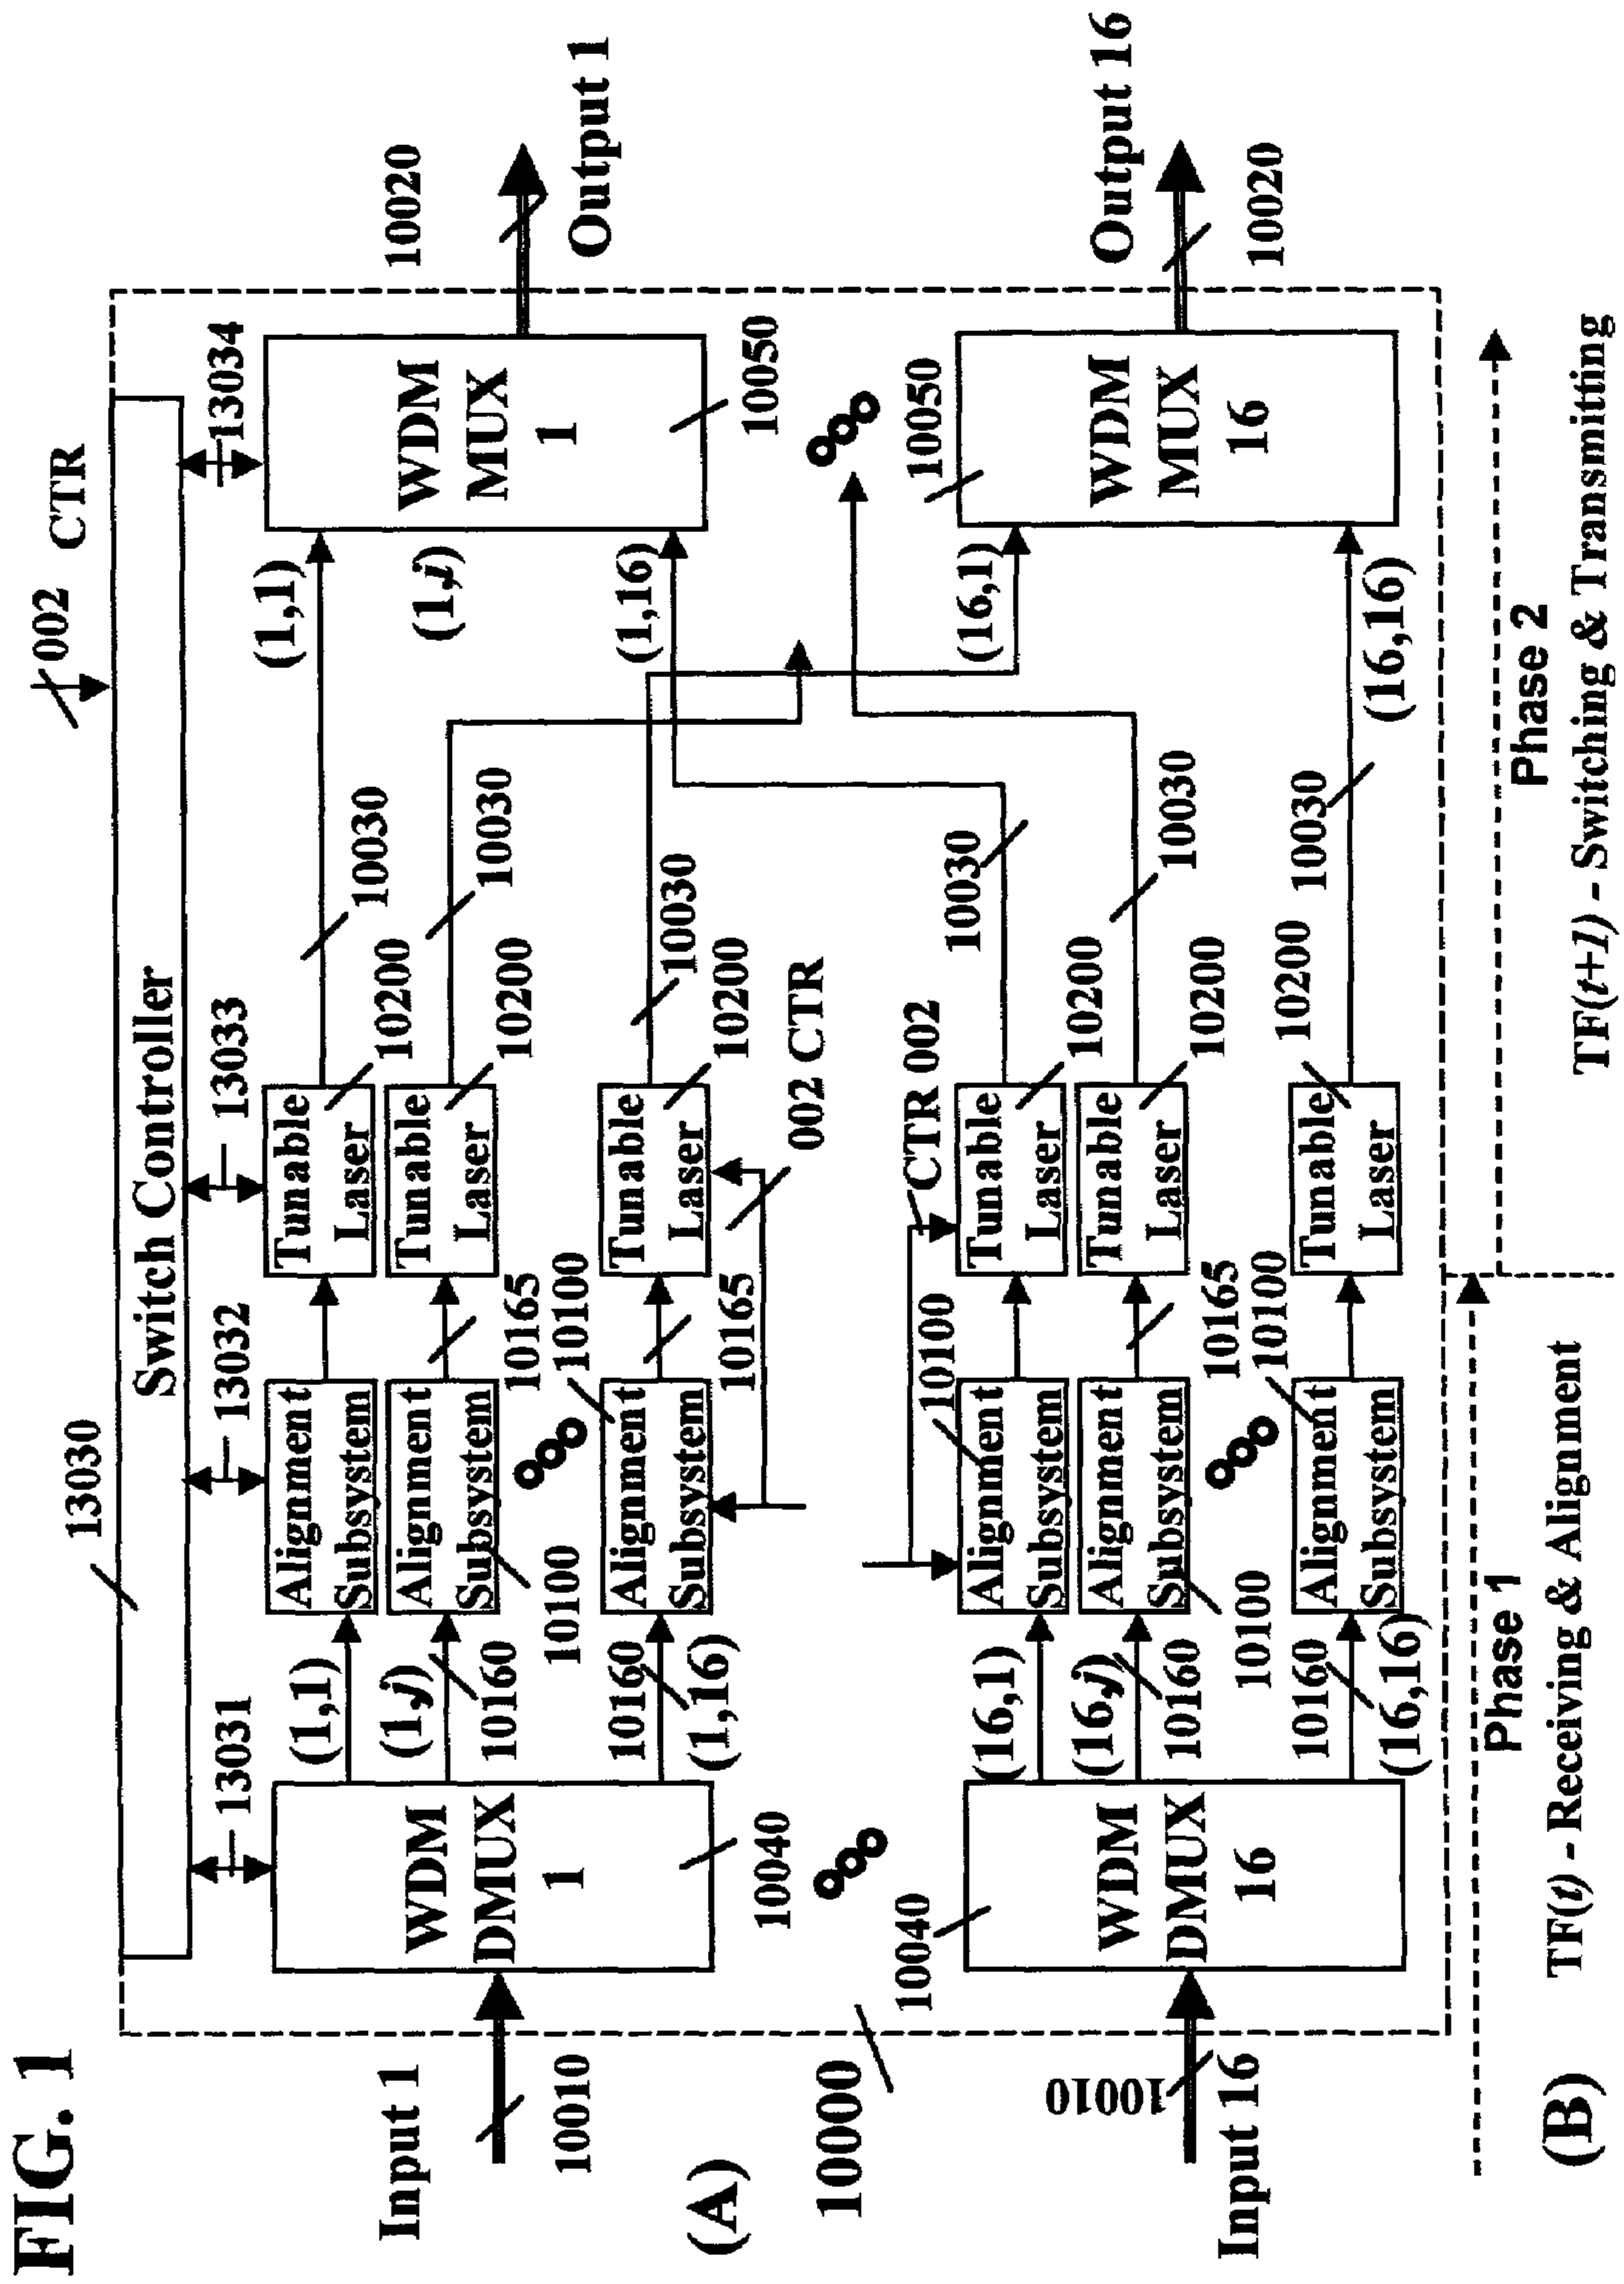 FIG. 1
002 CTR
13030
Switch Controller
13031
13032
13033
13034
Input 1
10010
WDM
DMUX
1
10040
(1,1)
(1,j)
10160
10160
(1,16)
Alignment
Subsystem
Alignment
Subsystem
10100
Alignment
Subsystem
10165
10100
10165
Tunable
Laser
10200
Tunable
Laser
10200
Tunable
Laser
10200
002 CTR
10030
10030
10030
(1,1)
(1,i)
(1,16)
WDM
MUX
1
10050
10020
Output 1
(A)
10000
10010
Input 16
10040
WDM
DMUX
16
(16,1)
(16,j)
10160
10160
(16,16)
10100
Alignment
Subsystem
Alignment
Subsystem
10100
Alignment
Subsystem
10165
10100
CTR 002
Tunable
Laser
10200
Tunable
Laser
10200
Tunable
Laser
10200
10030
10030
10030
(16,1)
(16,16)
10050
WDM
MUX
16
Output 16
10020
Phase 1
Phase 2
(B)
TF(t) - Receiving & Alignment
TF(t+1) - Switching & Transmitting